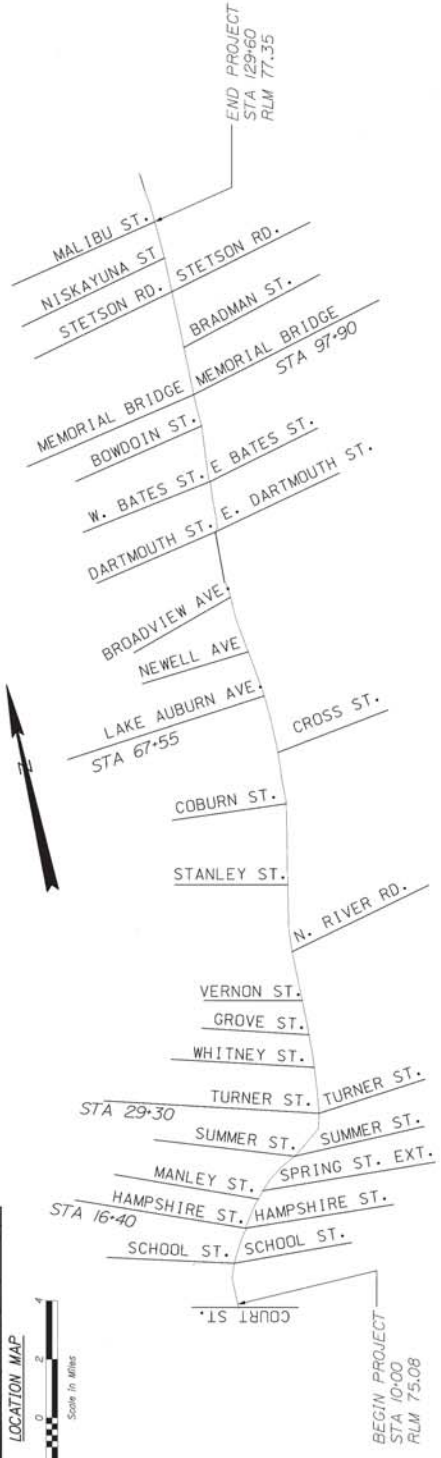 LOCATION MAP
0 2 4
Scale in Miles
N
BEGIN PROJECT
STA 10+00
RLM 75.08
COURT ST.
SCHOOL ST. SCHOOL ST.
STA 16+40
HAMPSHIRE ST. HAMPSHIRE ST.
MANLEY ST. SPRING ST. EXT.
SUMMER ST. SUMMER ST.
STA 29+30
TURNER ST. TURNER ST.
WHITNEY ST.
GROVE ST.
VERNON ST.
N. RIVER RD.
STANLEY ST.
COBURN ST.
CROSS ST.
STA 67+55
LAKE AUBURN AVE.
NEWELL AVE
BROADVIEW AVE.
DARTMOUTH ST. E. DARTMOUTH ST.
W. BATES ST. E BATES ST.
BOWDOIN ST.
MEMORIAL BRIDGE MEMORIAL BRIDGE
STA 97+90
BRADMAN ST.
STETSON RD. STETSON RD.
NISKAYUNA ST
MALIBU ST.
END PROJECT
STA 129+60
RLM 77.35